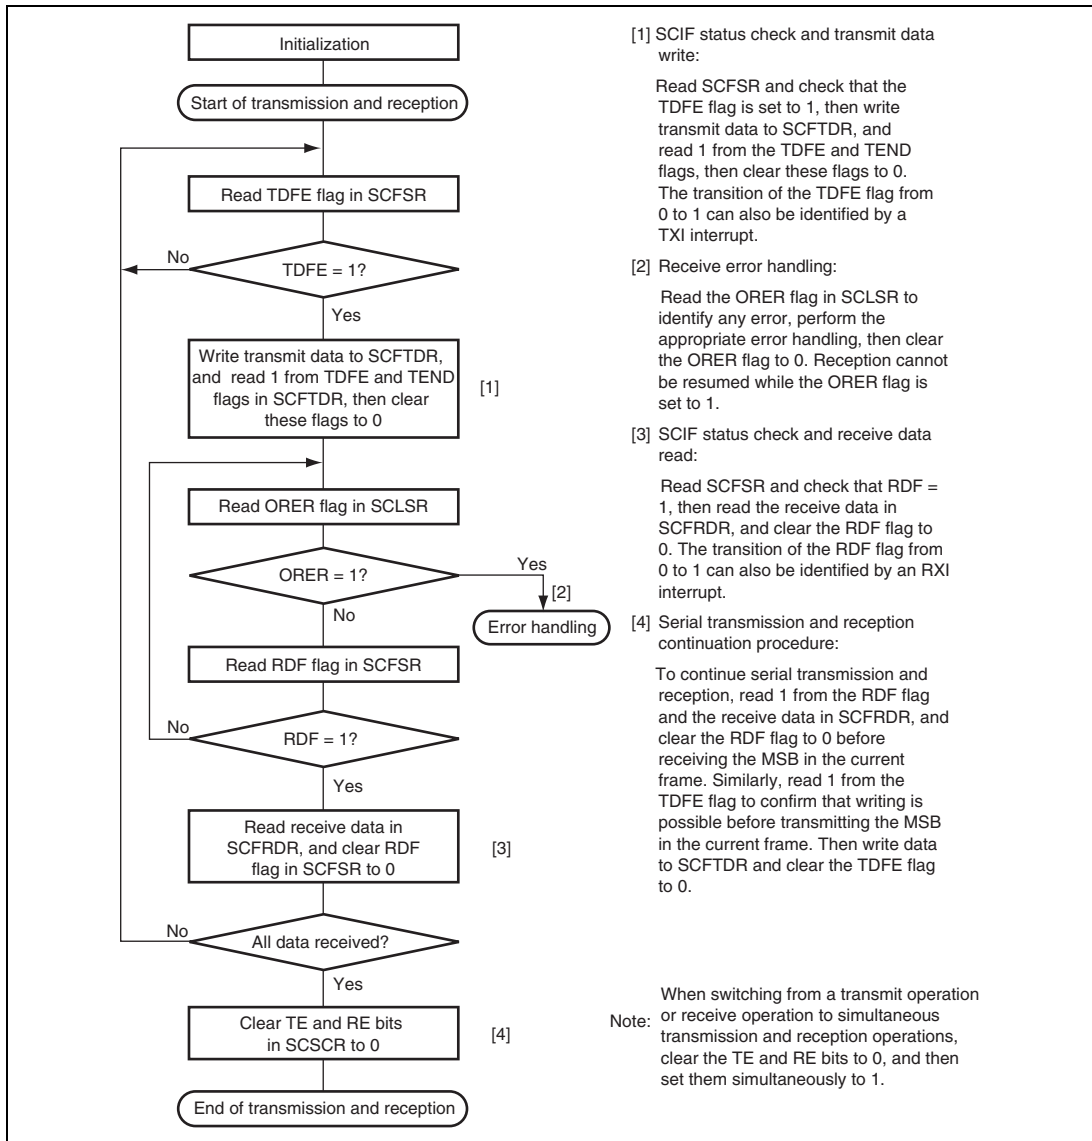 Initialization
Start of transmission and reception
Read TDFE flag in SCFSR
No
TDFE = 1?
Yes
Write transmit data to SCFTDR,
and read 1 from TDFE and TEND
flags in SCFTDR, then clear
these flags to 0
[1]
Read ORER flag in SCLSR
ORER = 1?
Yes
[2]
Error handling
No
Read RDF flag in SCFSR
No
RDF = 1?
Yes
Read receive data in
SCFRDR, and clear RDF
flag in SCFSR to 0
[3]
No
All data received?
Yes
Clear TE and RE bits
in SCSCR to 0
[4]
End of transmission and reception
[1] SCIF status check and transmit data
write:
Read SCFSR and check that the
TDFE flag is set to 1, then write
transmit data to SCFTDR, and
read 1 from the TDFE and TEND
flags, then clear these flags to 0.
The transition of the TDFE flag from
0 to 1 can also be identified by a
TXI interrupt.
[2] Receive error handling:
Read the ORER flag in SCLSR to
identify any error, perform the
appropriate error handling, then clear
the ORER flag to 0. Reception cannot
be resumed while the ORER flag is
set to 1.
[3] SCIF status check and receive data
read:
Read SCFSR and check that RDF =
1, then read the receive data in
SCFRDR, and clear the RDF flag to
0. The transition of the RDF flag from
0 to 1 can also be identified by an RXI
interrupt.
[4] Serial transmission and reception
continuation procedure:
To continue serial transmission and
reception, read 1 from the RDF flag
and the receive data in SCFRDR, and
clear the RDF flag to 0 before
receiving the MSB in the current
frame. Similarly, read 1 from the
TDFE flag to confirm that writing is
possible before transmitting the MSB
in the current frame. Then write data
to SCFTDR and clear the TDFE flag
to 0.
Note: When switching from a transmit operation
or receive operation to simultaneous
transmission and reception operations,
clear the TE and RE bits to 0, and then
set them simultaneously to 1.